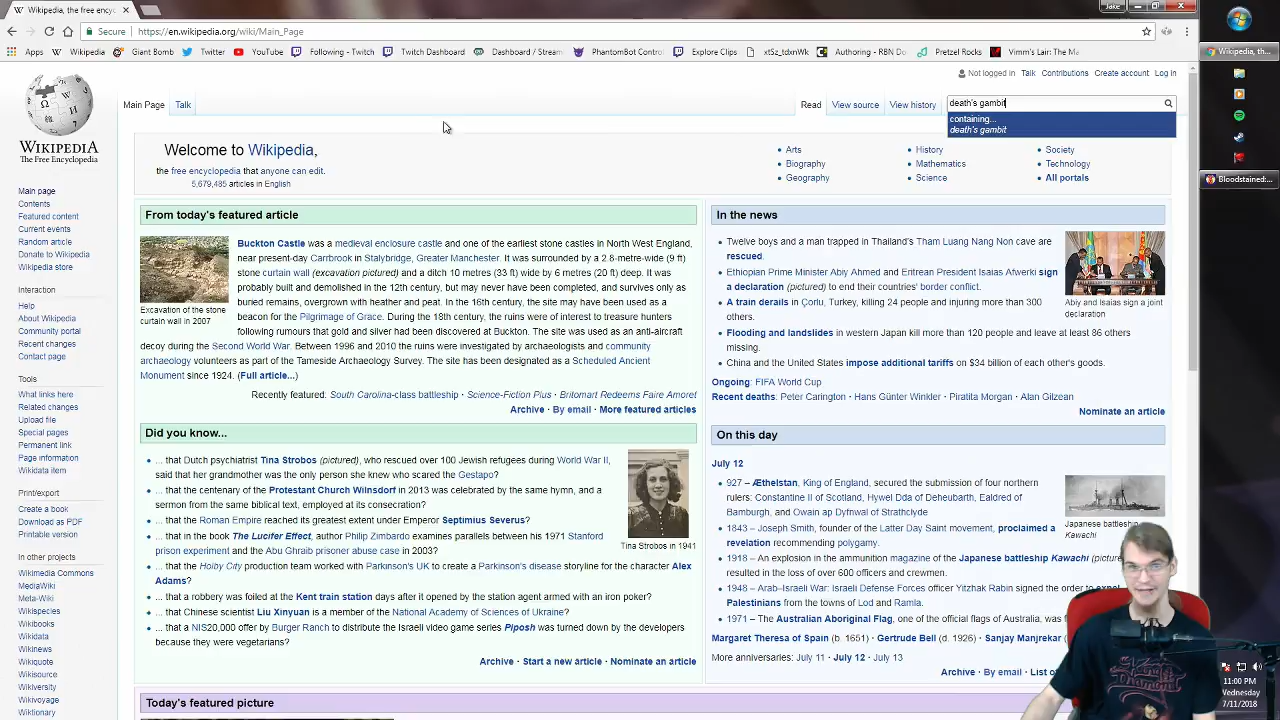 Wikipedia, the free ency
Jake
Secure
https://en.wikipedia.org/wiki/Main_Page
Apps
Wikipedia
Giant Bomb
Twitter
YouTube
Following - Twitch
Twitch Dashboard
Dashboard / Stream
PhantomBot Contro
Explore Clips
xtSz_tdxnWk
Authoring - RBN Do
Pretzel Rocks
Vimm's Lair: The Ma
Wikipedia, th...
Bloodstained:...
Not logged in
Talk
Contributions
Create account
Log in
Main Page
Talk
Read
View source
View history
death's gambit
containing...
death's gambit
WIKIPEDIA
The Free Encyclopedia
Main page
Contents
Featured content
Current events
Random article
Donate to Wikipedia
Wikipedia store
Interaction
Help
About Wikipedia
Community portal
Recent changes
Contact page
Tools
What links here
Related changes
Upload file
Special pages
Permanent link
Page information
Wikidata item
Print/export
Create a book
Download as PDF
Printable version
In other projects
Wikimedia Commons
MediaWiki
Meta-Wiki
Wikispecies
Wikibooks
Wikidata
Wikinews
Wikiquote
Wikisource
Wikiversity
Wikivoyage
Wiktionary
Welcome to Wikipedia,
the free encyclopedia that anyone can edit.
5,679,485 articles in English
Arts
Biography
Geography
History
Mathematics
Science
Society
Technology
All portals
From today's featured article
Buckton Castle was a medieval enclosure castle and one of the earliest stone castles in North West England,
near present-day Carrbrook in Stalybridge, Greater Manchester. It was surrounded by a 2.8-metre-wide (9 ft)
stone curtain wall (excavation pictured) and a ditch 10 metres (33 ft) wide by 6 metres (20 ft) deep. It was
probably built and demolished in the 12th century, but may never have been completed, and survives only as
buried remains, overgrown with heather and peat. In the 16th century, the site may have been used as a
beacon for the Pilgrimage of Grace. During the 18th century, the ruins were of interest to treasure hunters
following rumours that gold and silver had been discovered at Buckton. The site was used as an anti-aircraft
decoy during the Second World War. Between 1996 and 2010 the ruins were investigated by archaeologists and community
archaeology volunteers as part of the Tameside Archaeology Survey. The site has been designated as a Scheduled Ancient
Monument since 1924. (Full article...)
Excavation of the stone
curtain wall in 2007
Recently featured: South Carolina-class battleship · Science-Fiction Plus · Britomart Redeems Faire Amoret
Archive · By email · More featured articles
Did you know...
... that Dutch psychiatrist Tina Strobos (pictured), who rescued over 100 Jewish refugees during World War II,
said that her grandmother was the only person she knew who scared the Gestapo?
... that the centenary of the Protestant Church Wilnsdorf in 2013 was celebrated by the same hymn, and a
sermon from the same biblical text, employed at its consecration?
... that the Roman Empire reached its greatest extent under Emperor Septimius Severus?
... that in the book The Lucifer Effect, author Philip Zimbardo examines parallels between his 1971 Stanford
prison experiment and the Abu Ghraib prisoner abuse case in 2003?
... that the Holby City production team worked with Parkinson's UK to create a Parkinson's disease storyline for the character Alex
Adams?
... that a robbery was foiled at the Kent train station days after it opened by the station agent armed with an iron poker?
... that Chinese scientist Liu Xinyuan is a member of the National Academy of Sciences of Ukraine?
... that a NIS20,000 offer by Burger Ranch to distribute the Israeli video game series Piposh was turned down by the developers
because they were vegetarians?
Tina Strobos in 1941
Archive · Start a new article · Nominate an article
In the news
Twelve boys and a man trapped in Thailand's Tham Luang Nang Non cave are
rescued.
Ethiopian Prime Minister Abiy Ahmed and Eritrean President Isaias Afwerki sign
a declaration (pictured) to end their countries' border conflict.
A train derails in Çorlu, Turkey, killing 24 people and injuring more than 300
others.
Flooding and landslides in western Japan kill more than 120 people and leave at least 86 others
missing.
China and the United States impose additional tariffs on $34 billion of each other's goods.
Abiy and Isaias sign a joint
declaration
Ongoing: FIFA World Cup
Recent deaths: Peter Carington · Hans Günter Winkler · Piratita Morgan · Alan Gilzean
Nominate an article
On this day
July 12
927 – Æthelstan, King of England, secured the submission of four northern
rulers: Constantine II of Scotland, Hywel Dda of Deheubarth, Ealdred of
Bamburgh, and Owain ap Dyfnwal of Strathclyde
1843 – Joseph Smith, founder of the Latter Day Saint movement, proclaimed a
revelation recommending polygamy.
1918 – An explosion in the ammunition magazine of the Japanese battleship Kawachi (picture
resulted in the loss of over 600 officers and crewmen.
1948 – Arab–Israeli War: Israeli Defense Forces officer Yitzhak Rabin signed the order to expel
Palestinians from the towns of Lod and Ramla.
1971 – The Australian Aboriginal Flag, one of the official flags of Australia, was f
Japanese battleship
Kawachi
Margaret Theresa of Spain (b. 1651) · Gertrude Bell (d. 1926) · Sanjay Manjrekar
More anniversaries: July 11 · July 12 · July 13
Archive · By email · List o
Today's featured picture
11:00 PM
Wednesday
7/11/2018